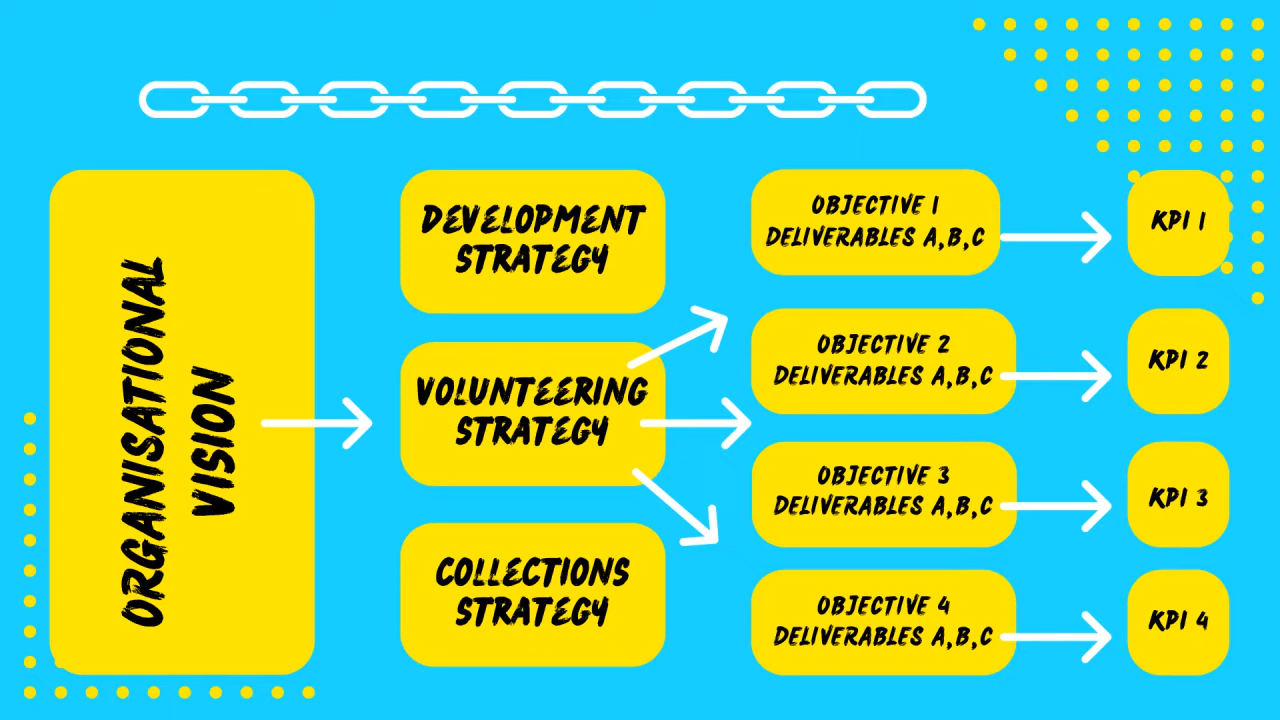 ORGANISATIONAL
VISION
DEVELOPMENT
STRATEGY
VOLUNTEERING
STRATEGY
COLLECTIONS
STRATEGY
OBJECTIVE 1
DELIVERABLES A,B,C
KPI 1
OBJECTIVE 2
DELIVERABLES A,B,C
KPI 2
OBJECTIVE 3
DELIVERABLES A,B,C
KPI 3
OBJECTIVE 4
DELIVERABLES A,B,C
KPI 4